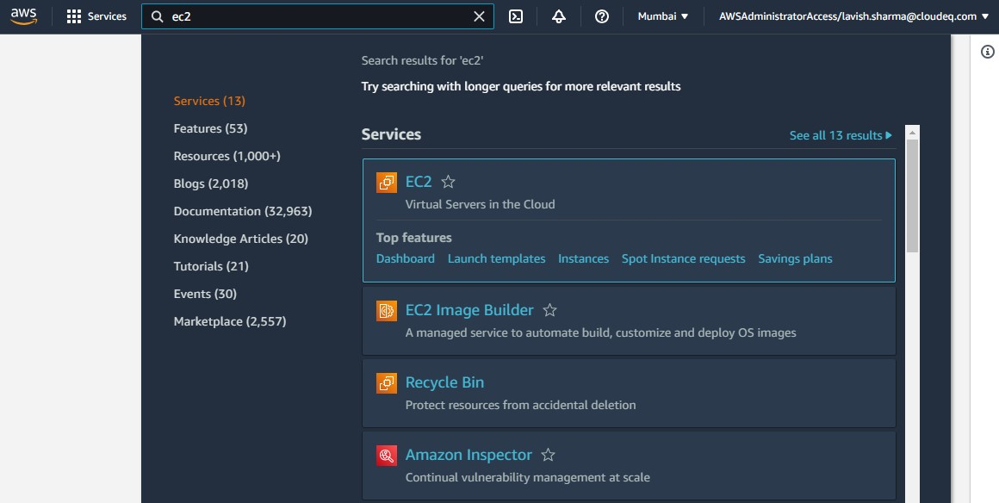 aws
Services
ec2
Mumbai
AWSAdministratorAccess/lavish.sharma@cloudeq.com
Search results for 'ec2'
Try searching with longer queries for more relevant results
Services (13)
Features (53)
Resources (1,000+)
Blogs (2,018)
Documentation (32,963)
Knowledge Articles (20)
Tutorials (21)
Events (30)
Marketplace (2,557)
Services
See all 13 results
EC2
Virtual Servers in the Cloud
Top features
Dashboard Launch templates Instances Spot Instance requests Savings plans
EC2 Image Builder
A managed service to automate build, customize and deploy OS images
Recycle Bin
Protect resources from accidental deletion
Amazon Inspector
Continual vulnerability management at scale